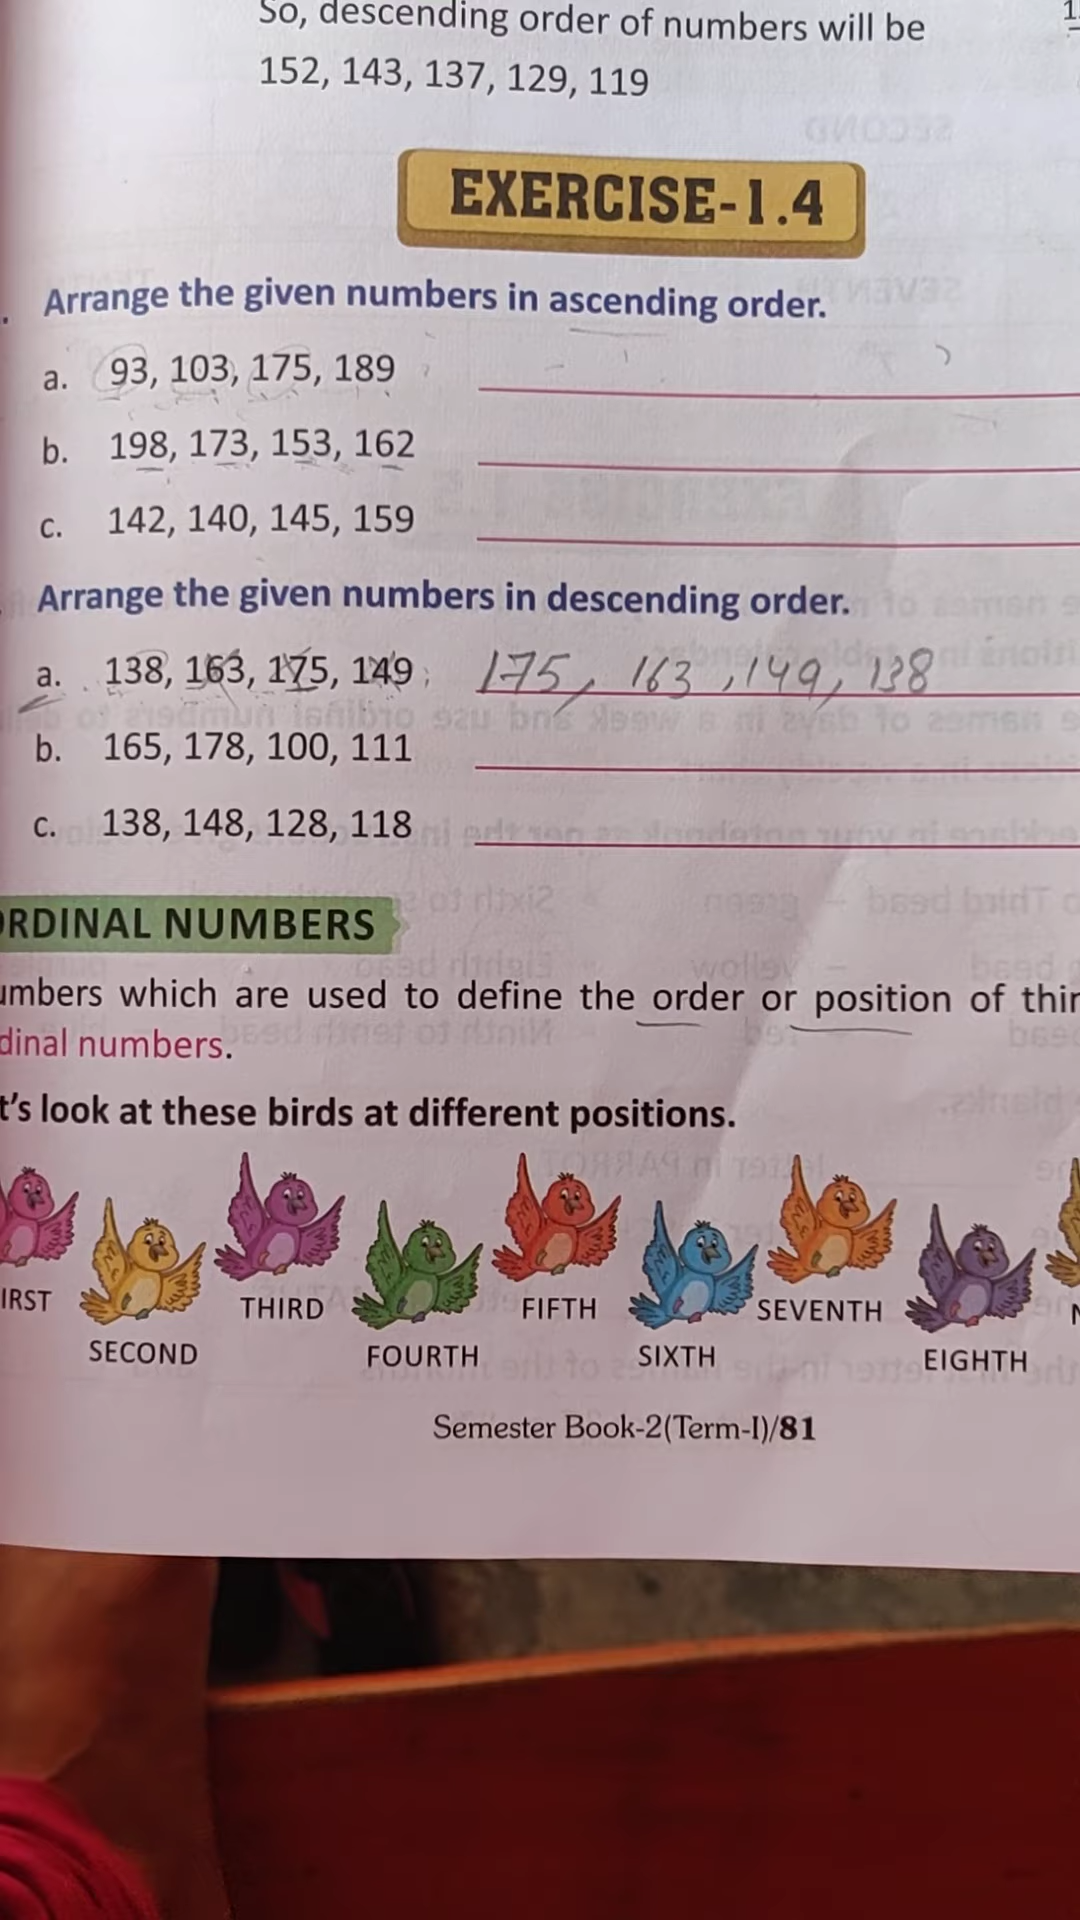 So, descending order of numbers will be
152, 143, 137, 129, 119
EXERCISE-1.4
Arrange the given numbers in ascending order.
a. 93, 103, 175, 189
b. 198, 173, 153, 162
c. 142, 140, 145, 159
Arrange the given numbers in descending order.
a. 138, 163, 175, 149 175, 163, 149, 138
b. 165, 178, 100, 111
c. 138, 148, 128, 118
RDINAL NUMBERS
umbers which are used to define the order or position of thin
dinal numbers.
t's look at these birds at different positions.
IRST SECOND THIRD FOURTH FIFTH SIXTH SEVENTH EIGHTH N
Semester Book-2(Term-I)/81